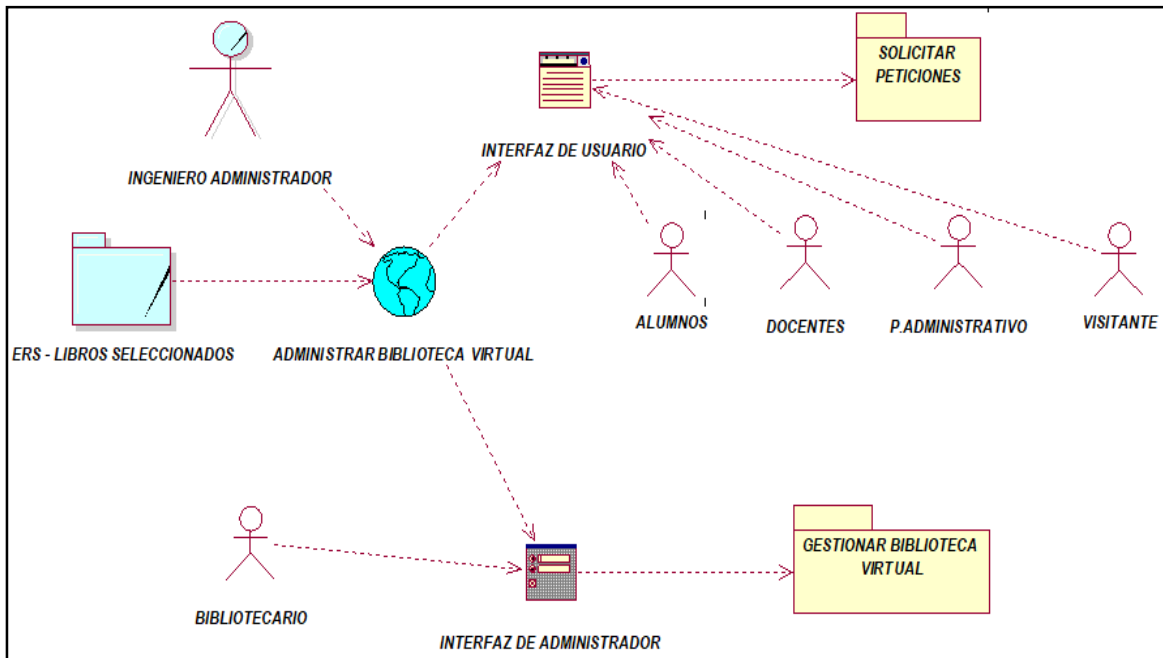 SOLICITAR
PETICIONES
INTERFAZ DE USUARIO
INGENIERO ADMINISTRADOR
ALUMNOS
DOCENTES
P.ADMINISTRATIVO
VISITANTE
ERS - LIBROS SELECCIONADOS
ADMINISTRAR BIBLIOTECA VIRTUAL
GESTIONAR BIBLIOTECA
VIRTUAL
BIBLIOTECARIO
INTERFAZ DE ADMINISTRADOR